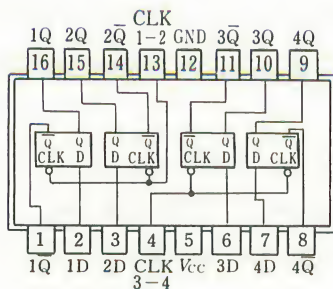 CLK
1Q 2Q 2Q̅ 1-2 GND 3Q̅ 3Q 4Q
16 15 14 13 12 11 10 9
Q̅ Q Q Q̅ Q̅ Q Q Q̅
CLK D D CLK CLK D D CLK
1 2 3 4 5 6 7 8
1Q̅ 1D 2D CLK Vcc 3D 4D 4Q̅
3-4